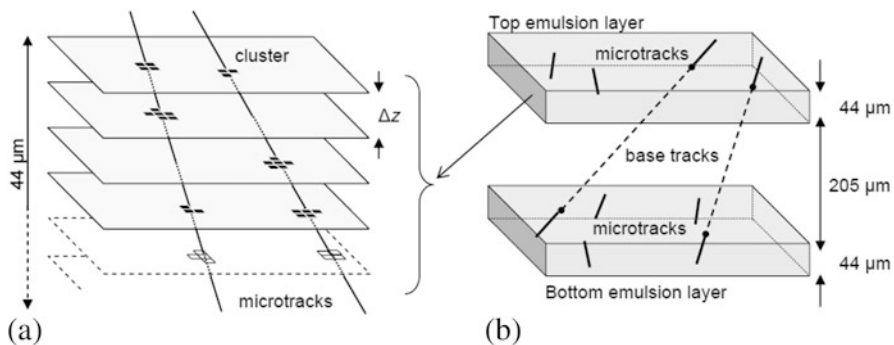 cluster
Δz
44 μm
microtracks
(a)
Top emulsion layer
microtracks
44 μm
base tracks
205 μm
microtracks
44 μm
Bottom emulsion layer
(b)